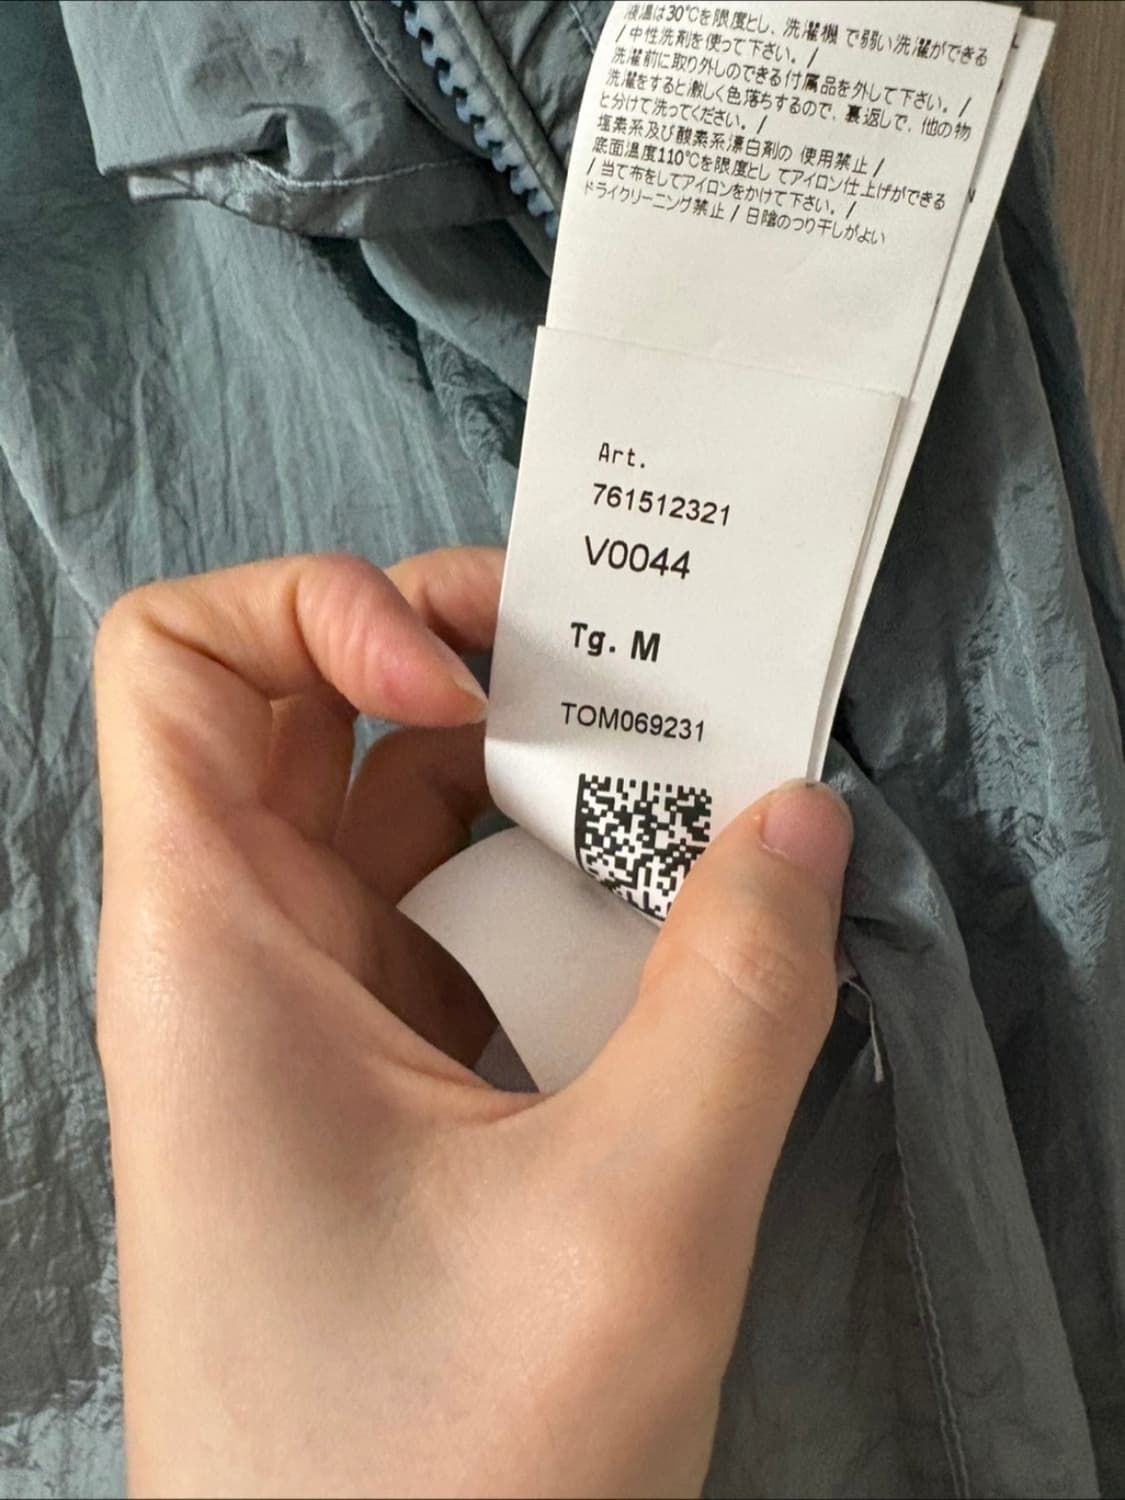 液温は30℃を限度とし、洗濯機 で弱い洗濯ができる
/ 中性洗剤を使って下さい。 /
洗濯前に取り外しのできる付属品を外して下さい。 /
洗濯をすると激しく色落ちするので、裏返しで、他の物
と分けて洗ってください。 /
塩素系及び酸素系漂白剤の 使用禁止 /
底面温度110℃を限度とし てアイロン仕上げができる
/ 当て布をしてアイロンをかけて下さい。 /
ドライクリーニング禁止 / 日陰のつり干しがよい
Art.
761512321
V0044
Tg. M
TOM069231